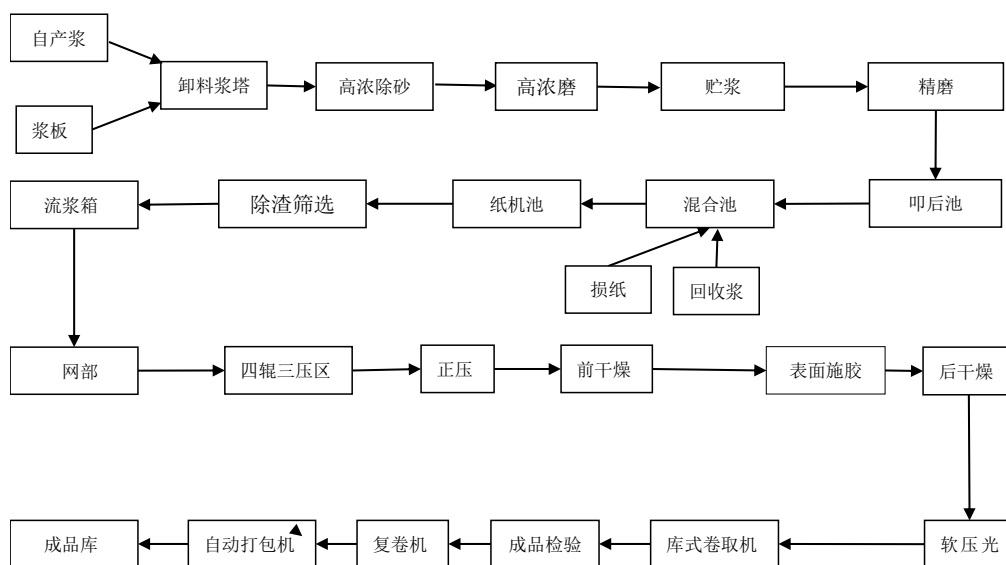 自产浆
浆板
卸料浆塔
高浓除砂
高浓磨
贮浆
精磨
叩后池
混合池
损纸
回收浆
纸机池
除渣筛选
流浆箱
网部
四辊三压区
正压
前干燥
表面施胶
后干燥
软压光
库式卷取机
成品检验
复卷机
自动打包机
成品库